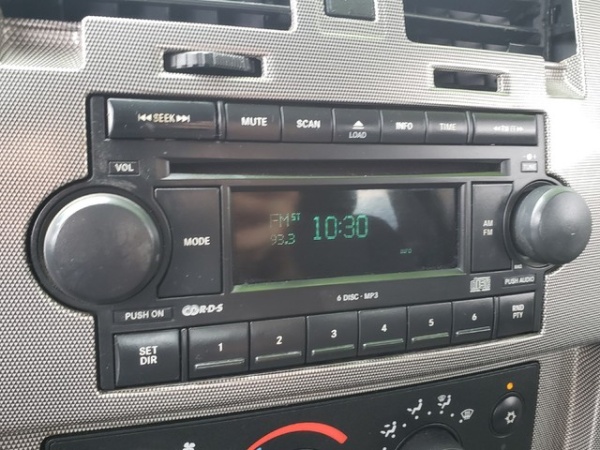 ⏮ SEEK ⏭
MUTE
SCAN
LOAD
INFO
TIME
VOL
TUNE
MODE
FM ST
93.3
10:30
AM
FM
PUSH ON
R·D·S
6 DISC · MP3
PUSH AUDIO
SET
DIR
1
2
3
4
5
6
RND
PTY